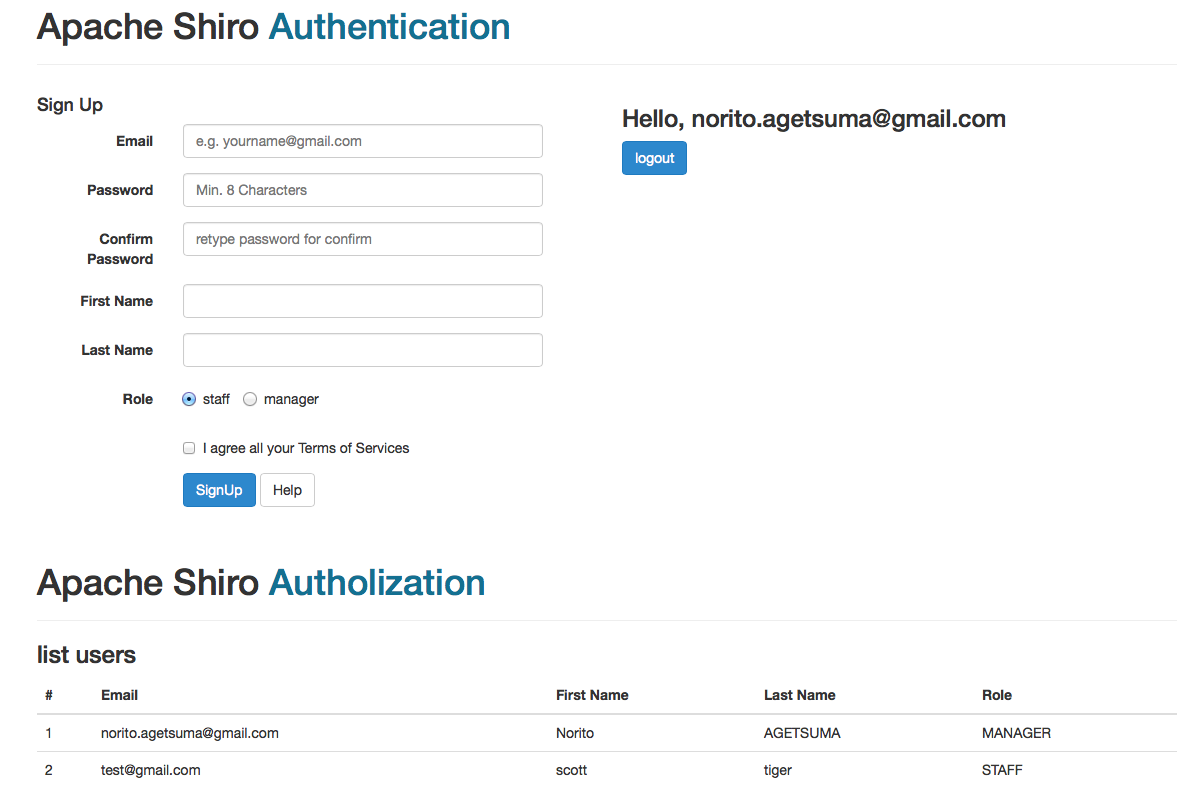 Apache Shiro Authentication
Sign Up
Email
e.g. yourname@gmail.com
Password
Min. 8 Characters
Confirm
Password
retype password for confirm
First Name
Last Name
Role
staff
manager
I agree all your Terms of Services
SignUp
Help
Hello, norito.agetsuma@gmail.com
logout
Apache Shiro Autholization
list users
# Email First Name Last Name Role
1 norito.agetsuma@gmail.com Norito AGETSUMA MANAGER
2 test@gmail.com scott tiger STAFF